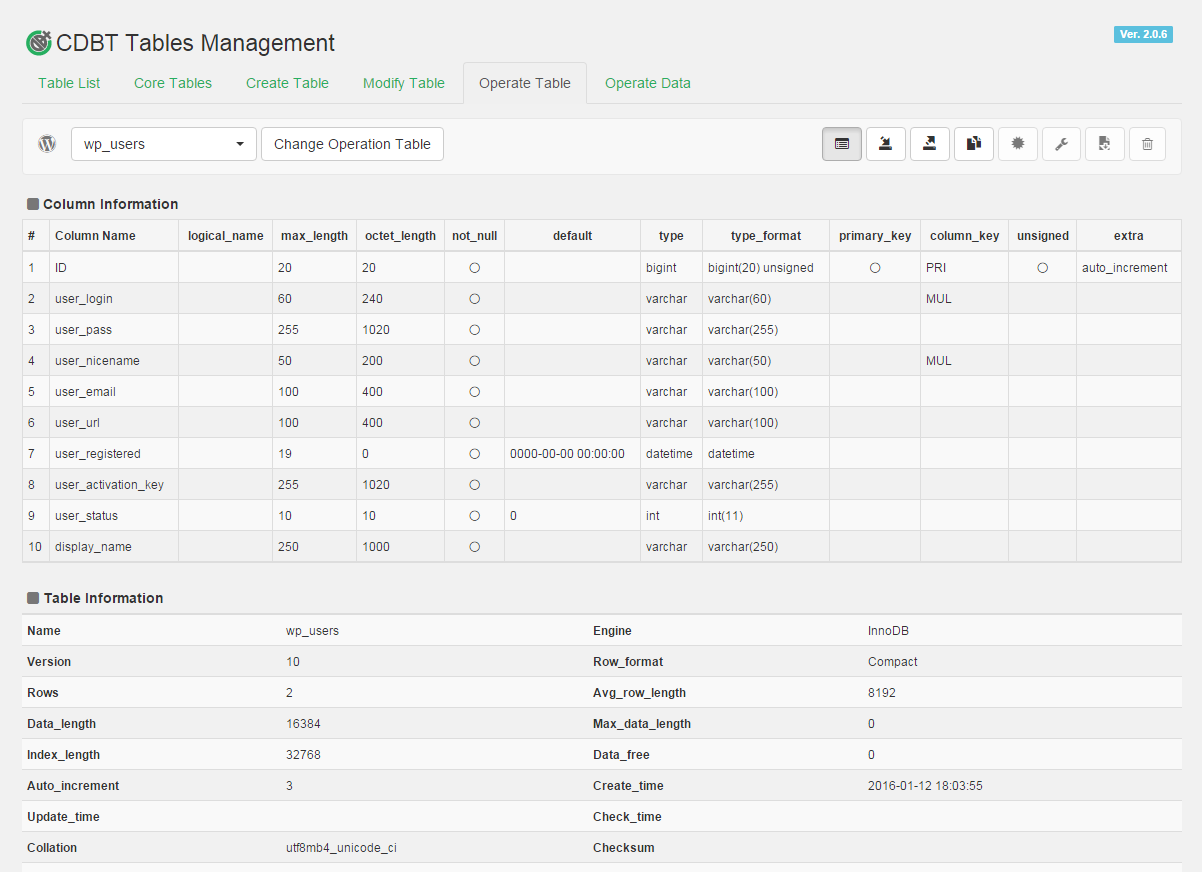 CDBT Tables Management
Ver. 2.0.6
Table List Core Tables Create Table Modify Table Operate Table Operate Data
wp_users Change Operation Table
Column Information
# Column Name logical_name max_length octet_length not_null default type type_format primary_key column_key unsigned extra
1 ID 20 20 bigint bigint(20) unsigned PRI auto_increment
2 user_login 60 240 varchar varchar(60) MUL
3 user_pass 255 1020 varchar varchar(255)
4 user_nicename 50 200 varchar varchar(50) MUL
5 user_email 100 400 varchar varchar(100)
6 user_url 100 400 varchar varchar(100)
7 user_registered 19 0 0000-00-00 00:00:00 datetime datetime
8 user_activation_key 255 1020 varchar varchar(255)
9 user_status 10 10 0 int int(11)
10 display_name 250 1000 varchar varchar(250)
Table Information
Name wp_users Engine InnoDB
Version 10 Row_format Compact
Rows 2 Avg_row_length 8192
Data_length 16384 Max_data_length 0
Index_length 32768 Data_free 0
Auto_increment 3 Create_time 2016-01-12 18:03:55
Update_time Check_time
Collation utf8mb4_unicode_ci Checksum